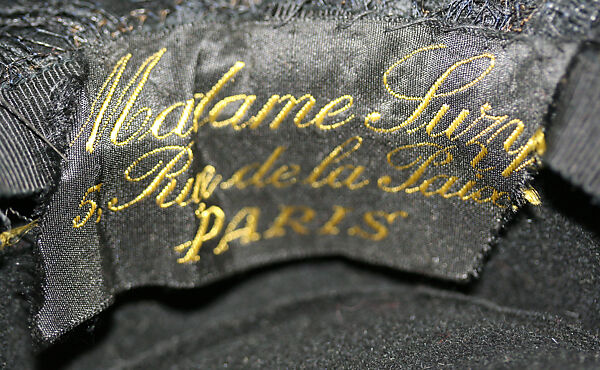 Madame Suzy
5, Rue de la Paix
PARIS